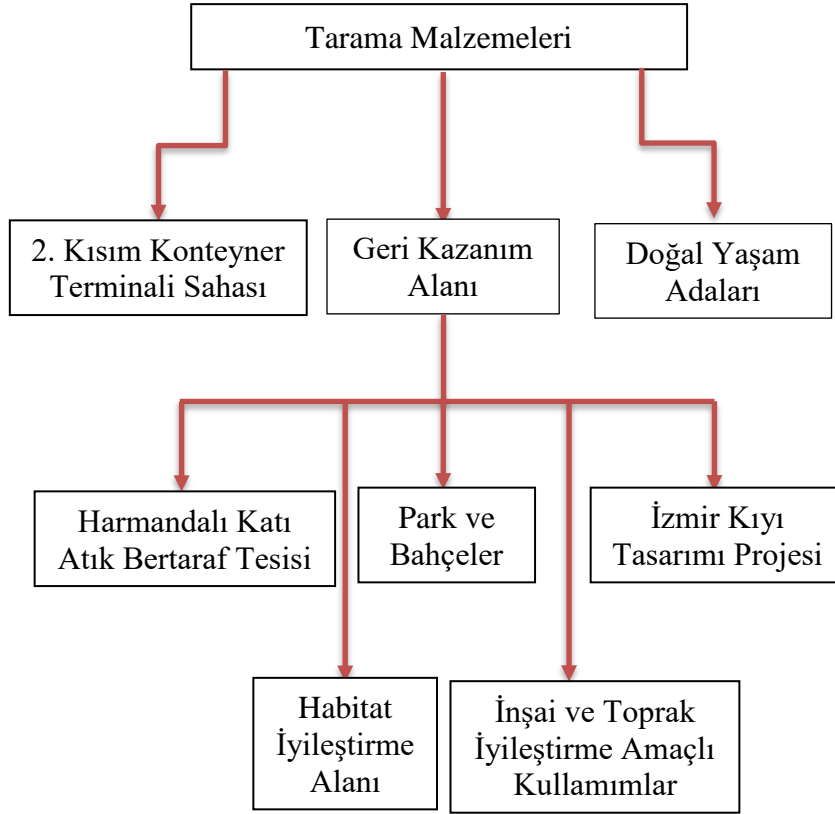 Tarama Malzemeleri
2. Kısım Konteyner
Terminali Sahası
Geri Kazanım
Alanı
Doğal Yaşam
Adaları
Harmandalı Katı
Atık Bertaraf Tesisi
Park ve
Bahçeler
İzmir Kıyı
Tasarımı Projesi
Habitat
İyileştirme
Alanı
İnşai ve Toprak
İyileştirme Amaçlı
Kullamımlar